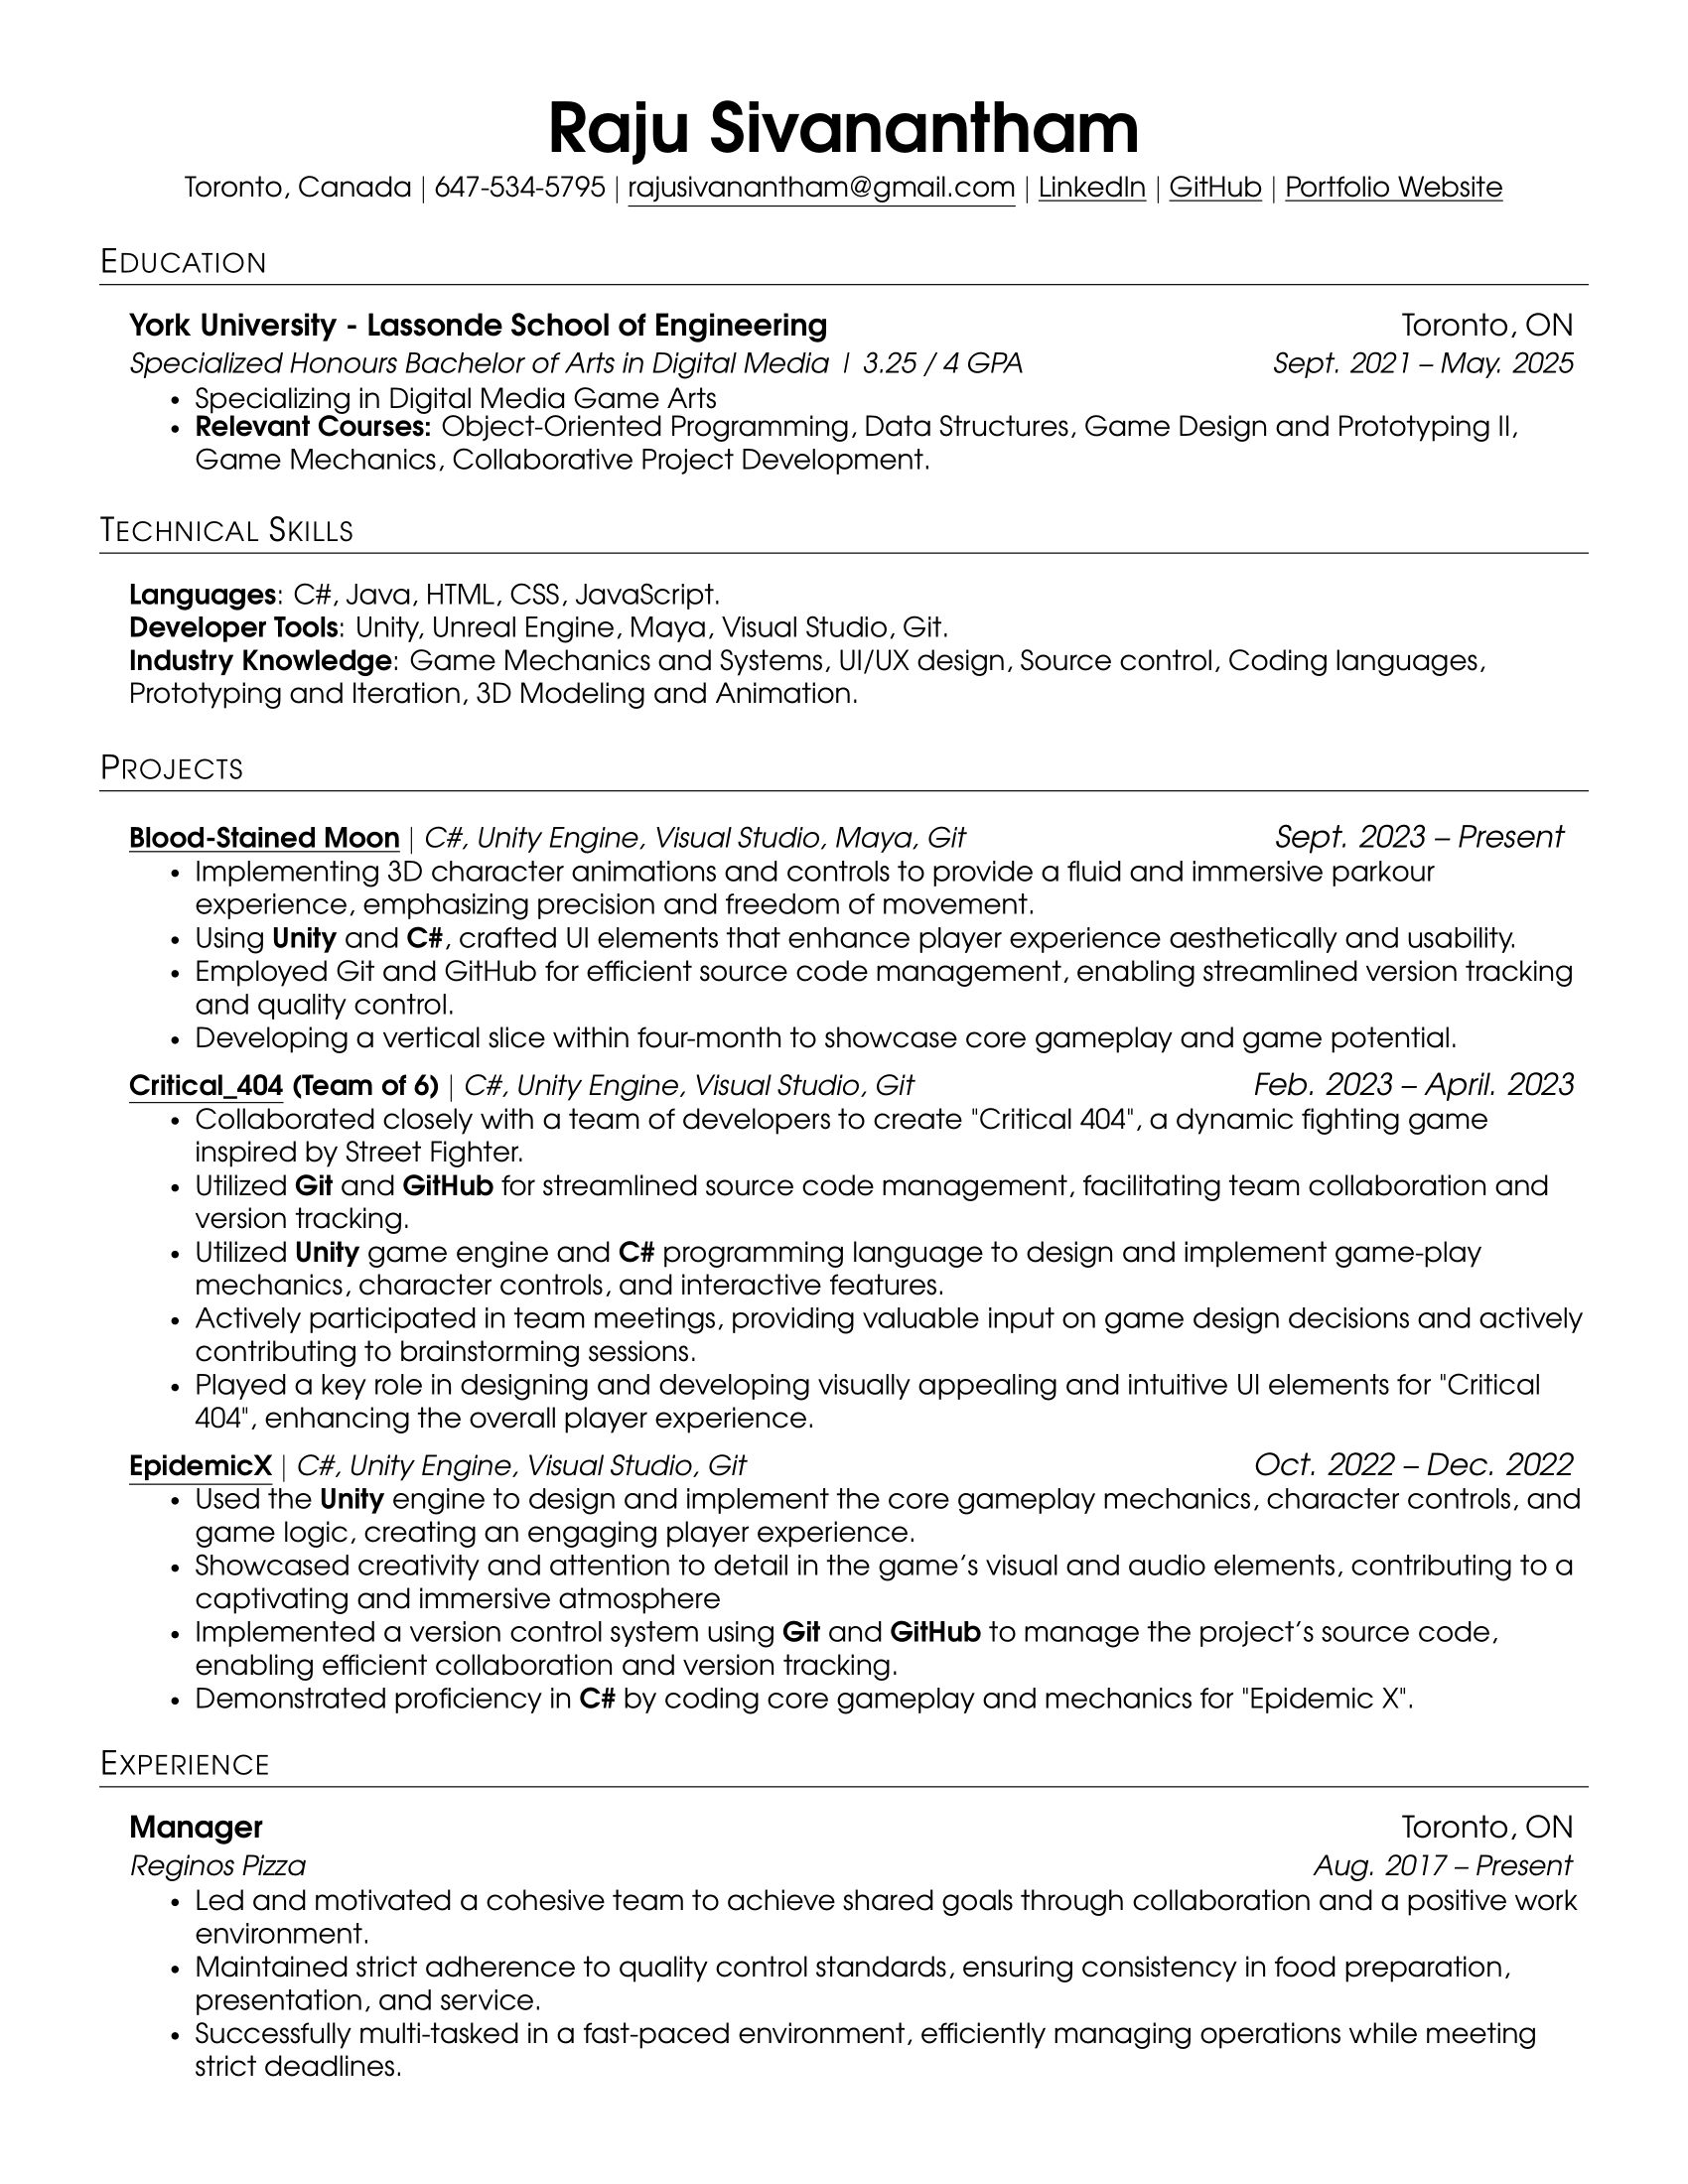 Raju Sivanantham
Toronto, Canada | 647-534-5795 | rajusivanantham@gmail.com | LinkedIn | GitHub | Portfolio Website
EDUCATION
York University - Lassonde School of Engineering Toronto, ON
Specialized Honours Bachelor of Arts in Digital Media | 3.25 / 4 GPA Sept. 2021 – May. 2025
• Specializing in Digital Media Game Arts
• Relevant Courses: Object-Oriented Programming, Data Structures, Game Design and Prototyping II,
Game Mechanics, Collaborative Project Development.
TECHNICAL SKILLS
Languages: C#, Java, HTML, CSS, JavaScript.
Developer Tools: Unity, Unreal Engine, Maya, Visual Studio, Git.
Industry Knowledge: Game Mechanics and Systems, UI/UX design, Source control, Coding languages,
Prototyping and Iteration, 3D Modeling and Animation.
PROJECTS
Blood-Stained Moon | C#, Unity Engine, Visual Studio, Maya, Git Sept. 2023 – Present
• Implementing 3D character animations and controls to provide a fluid and immersive parkour
experience, emphasizing precision and freedom of movement.
• Using Unity and C#, crafted UI elements that enhance player experience aesthetically and usability.
• Employed Git and GitHub for efficient source code management, enabling streamlined version tracking
and quality control.
• Developing a vertical slice within four-month to showcase core gameplay and game potential.
Critical_404 (Team of 6) | C#, Unity Engine, Visual Studio, Git Feb. 2023 – April. 2023
• Collaborated closely with a team of developers to create "Critical 404", a dynamic fighting game
inspired by Street Fighter.
• Utilized Git and GitHub for streamlined source code management, facilitating team collaboration and
version tracking.
• Utilized Unity game engine and C# programming language to design and implement game-play
mechanics, character controls, and interactive features.
• Actively participated in team meetings, providing valuable input on game design decisions and actively
contributing to brainstorming sessions.
• Played a key role in designing and developing visually appealing and intuitive UI elements for "Critical
404", enhancing the overall player experience.
EpidemicX | C#, Unity Engine, Visual Studio, Git Oct. 2022 – Dec. 2022
• Used the Unity engine to design and implement the core gameplay mechanics, character controls, and
game logic, creating an engaging player experience.
• Showcased creativity and attention to detail in the game's visual and audio elements, contributing to a
captivating and immersive atmosphere
• Implemented a version control system using Git and GitHub to manage the project's source code,
enabling efficient collaboration and version tracking.
• Demonstrated proficiency in C# by coding core gameplay and mechanics for "Epidemic X".
EXPERIENCE
Manager Toronto, ON
Reginos Pizza Aug. 2017 – Present
• Led and motivated a cohesive team to achieve shared goals through collaboration and a positive work
environment.
• Maintained strict adherence to quality control standards, ensuring consistency in food preparation,
presentation, and service.
• Successfully multi-tasked in a fast-paced environment, efficiently managing operations while meeting
strict deadlines.